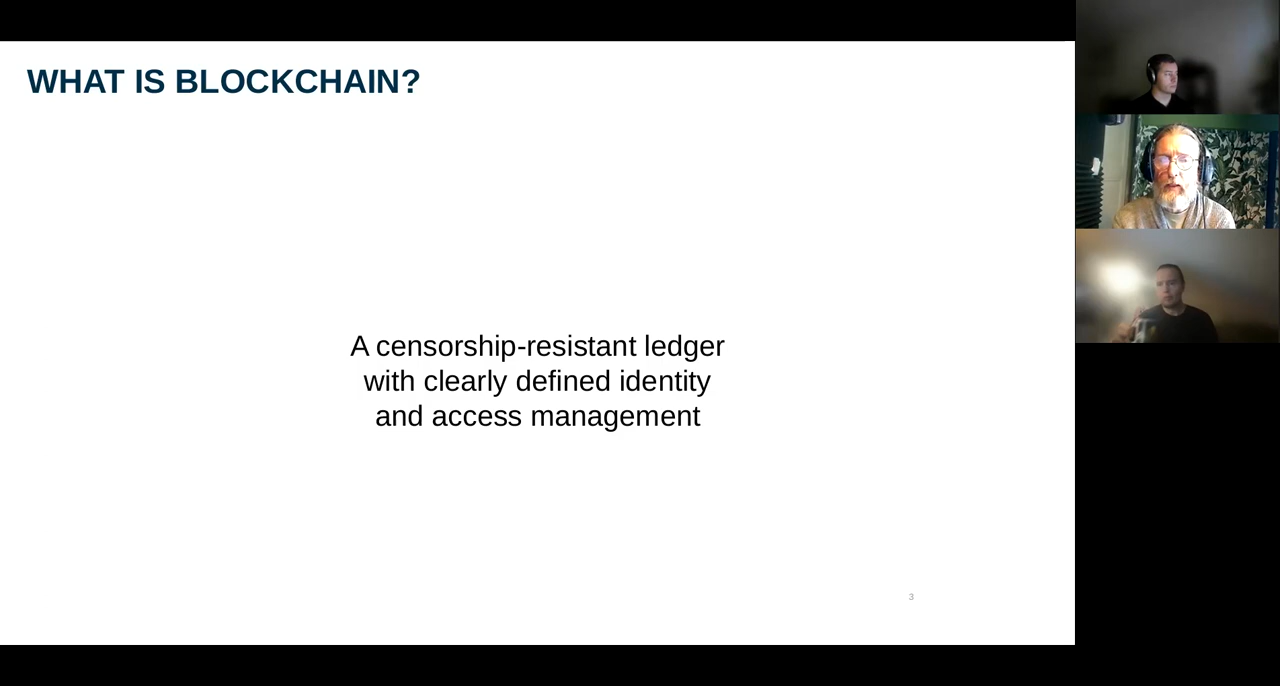 WHAT IS BLOCKCHAIN?
A censorship-resistant ledger
with clearly defined identity
and access management
3